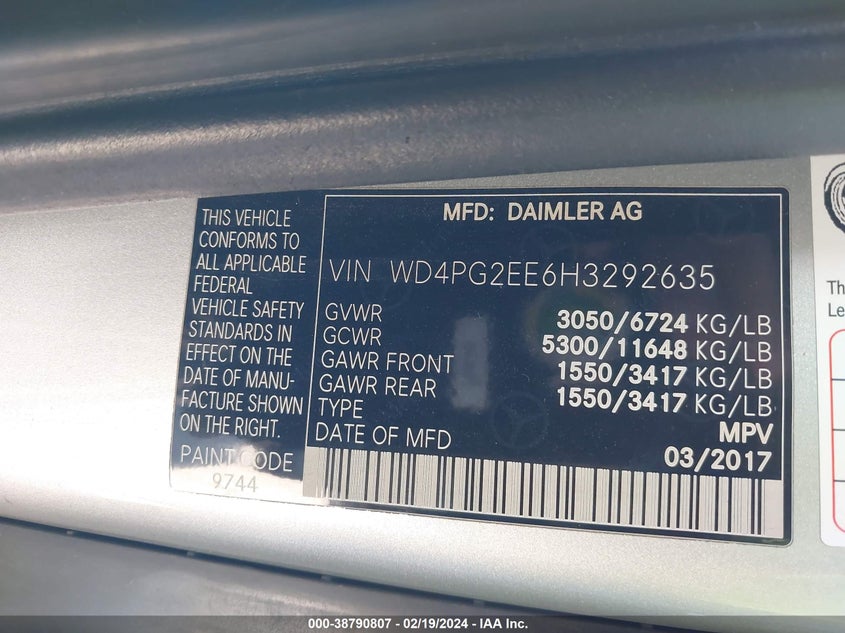 MFD: DAIMLER AG
THIS VEHICLE
CONFORMS TO
ALL APPLICABLE
FEDERAL
VEHICLE SAFETY
STANDARDS IN
EFFECT ON THE
DATE OF MANU-
FACTURE SHOWN
ON THE RIGHT.
PAINT CODE
9744
VIN WD4PG2EE6H3292635
GVWR 3050/6724 KG/LB
GCWR 5300/11648 KG/LB
GAWR FRONT 1550/3417 KG/LB
GAWR REAR 1550/3417 KG/LB
TYPE MPV
DATE OF MFD 03/2017
Th
Le
000-38790807 - 02/19/2024 - IAA Inc.